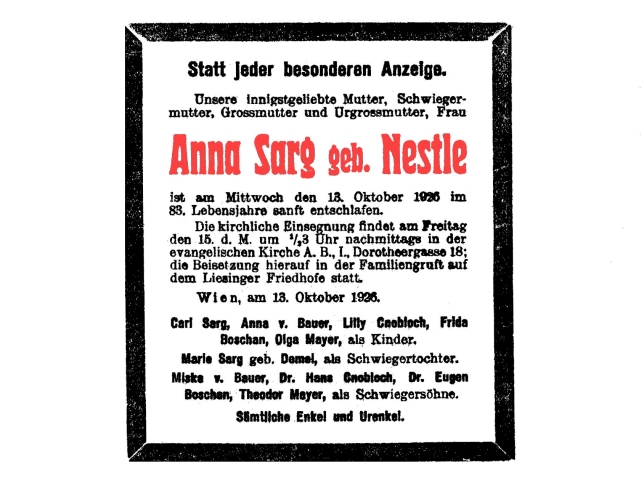 Statt jeder besonderen Anzeige.
Unsere innigstgeliebte Mutter, Schwieger-
mutter, Grossmutter und Urgrossmutter, Frau
Anna Sarg geb. Nestle
ist am Mittwoch den 13. Oktober 1926 im
83. Lebensjahre sanft entschlafen.
Die kirchliche Einsegnung findet am Freitag
den 15. d. M. um ½3 Uhr nachmittags in der
evangelischen Kirche A. B., I., Dorotheergasse 18;
die Beisetzung hierauf in der Familiengruft auf
dem Liesinger Friedhofe statt.
Wien, am 13. Oktober 1926.
Carl Sarg, Anna v. Bauer, Lilly Cnobloch, Frida
Boschan, Olga Mayer, als Kinder.
Marie Sarg geb. Demel, als Schwiegertochter.
Miska v. Bauer, Dr. Hans Cnobloch, Dr. Eugen
Boschan, Theodor Mayer, als Schwiegersöhne.
Sämtliche Enkel und Urenkel.